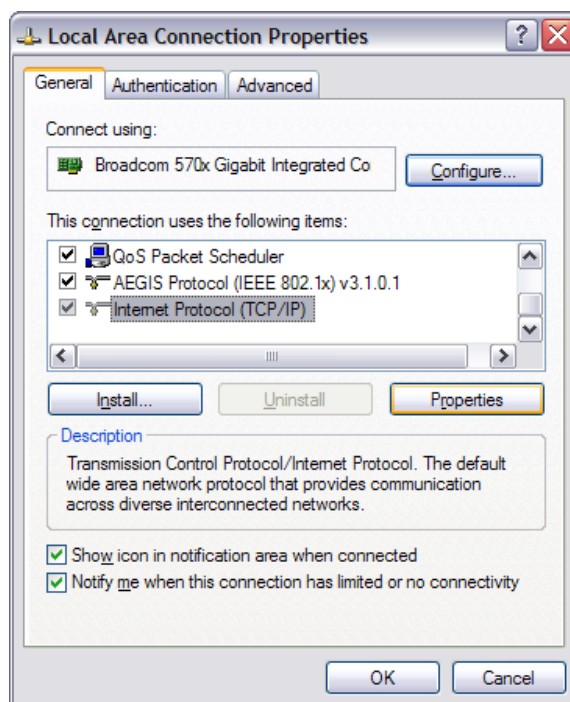 Local Area Connection Properties
General Authentication Advanced
Connect using:
Broadcom 570x Gigabit Integrated Co
Configure...
This connection uses the following items:
QoS Packet Scheduler
AEGIS Protocol (IEEE 802.1x) v3.1.0.1
Internet Protocol (TCP/IP)
Install... Uninstall Properties
Description
Transmission Control Protocol/Internet Protocol. The default
wide area network protocol that provides communication
across diverse interconnected networks.
Show icon in notification area when connected
Notify me when this connection has limited or no connectivity
OK Cancel